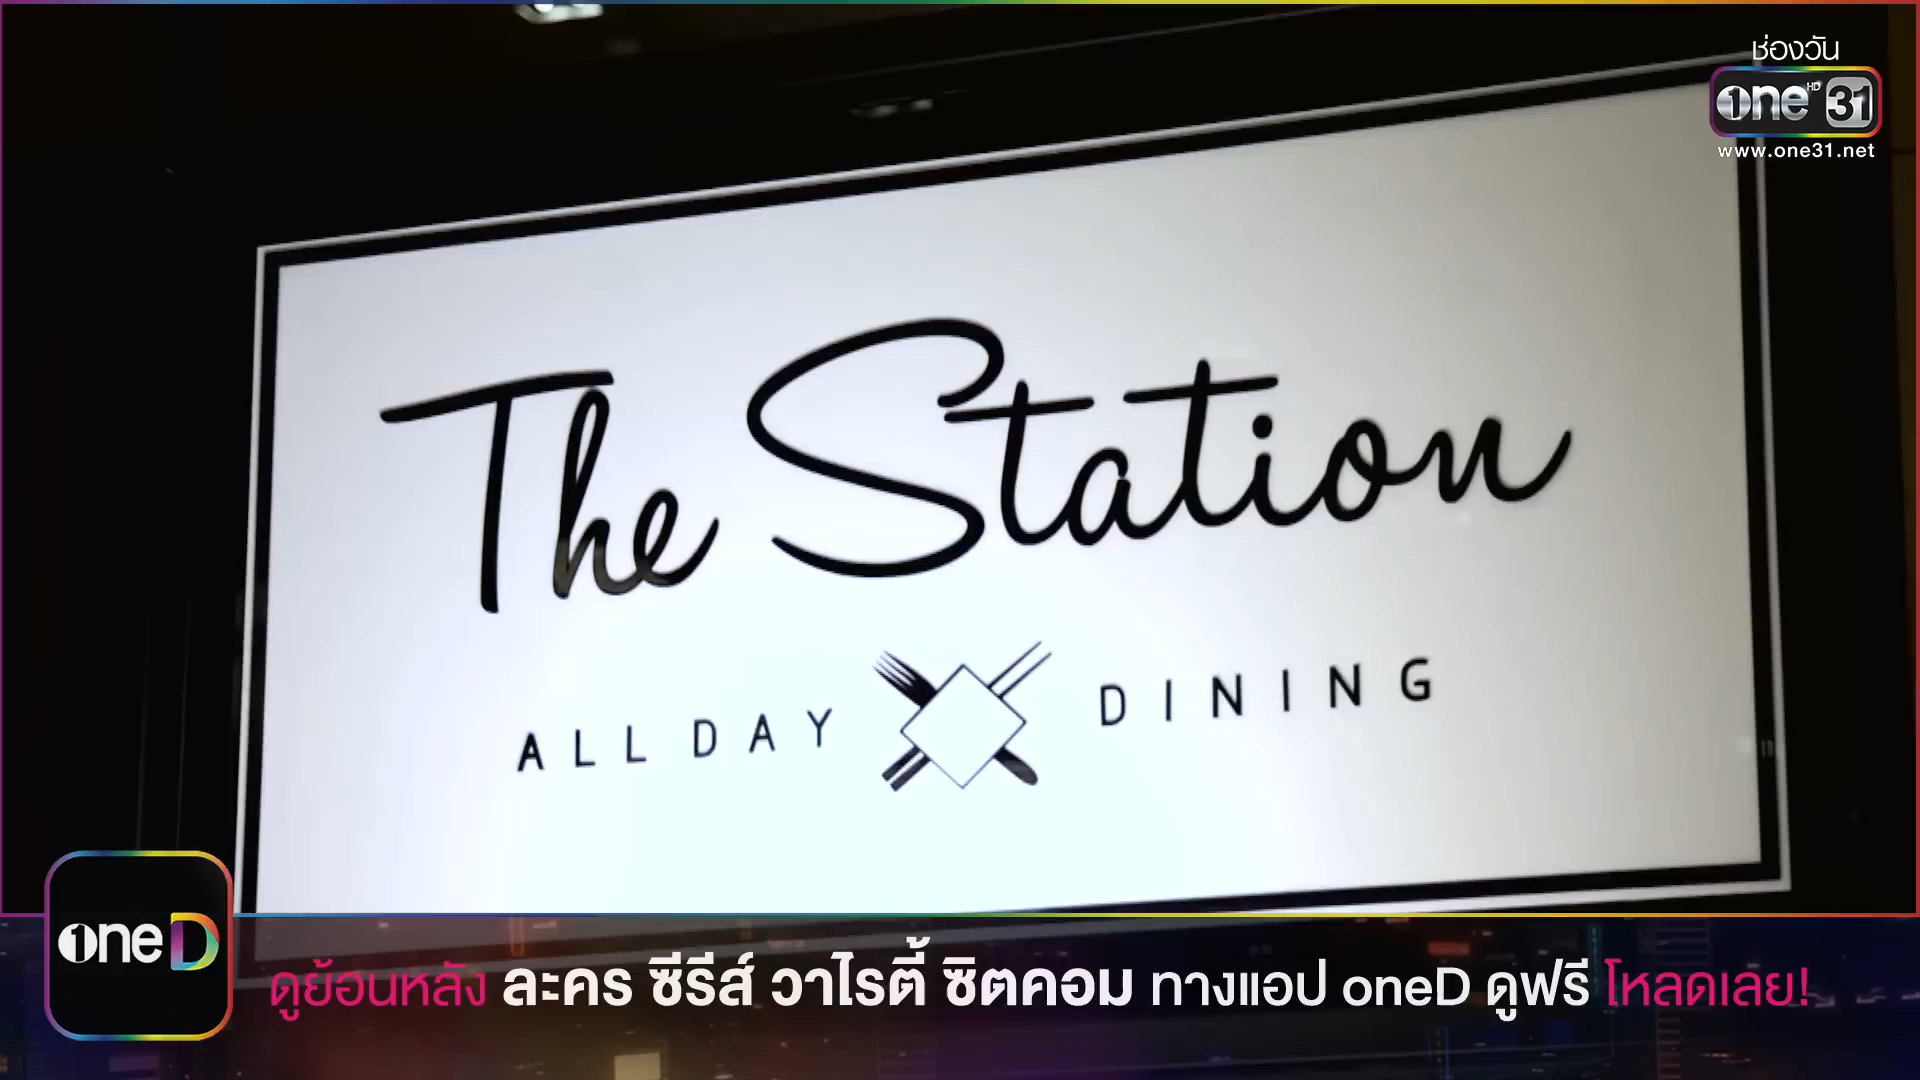 ช่องวัน
one HD 31
www.one31.net
The Station
ALL DAY DINING
oneD
ดูย้อนหลัง ละคร ซีรีส์ วาไรตี้ ซิตคอม ทางแอป oneD ดูฟรี โหลดเลย!